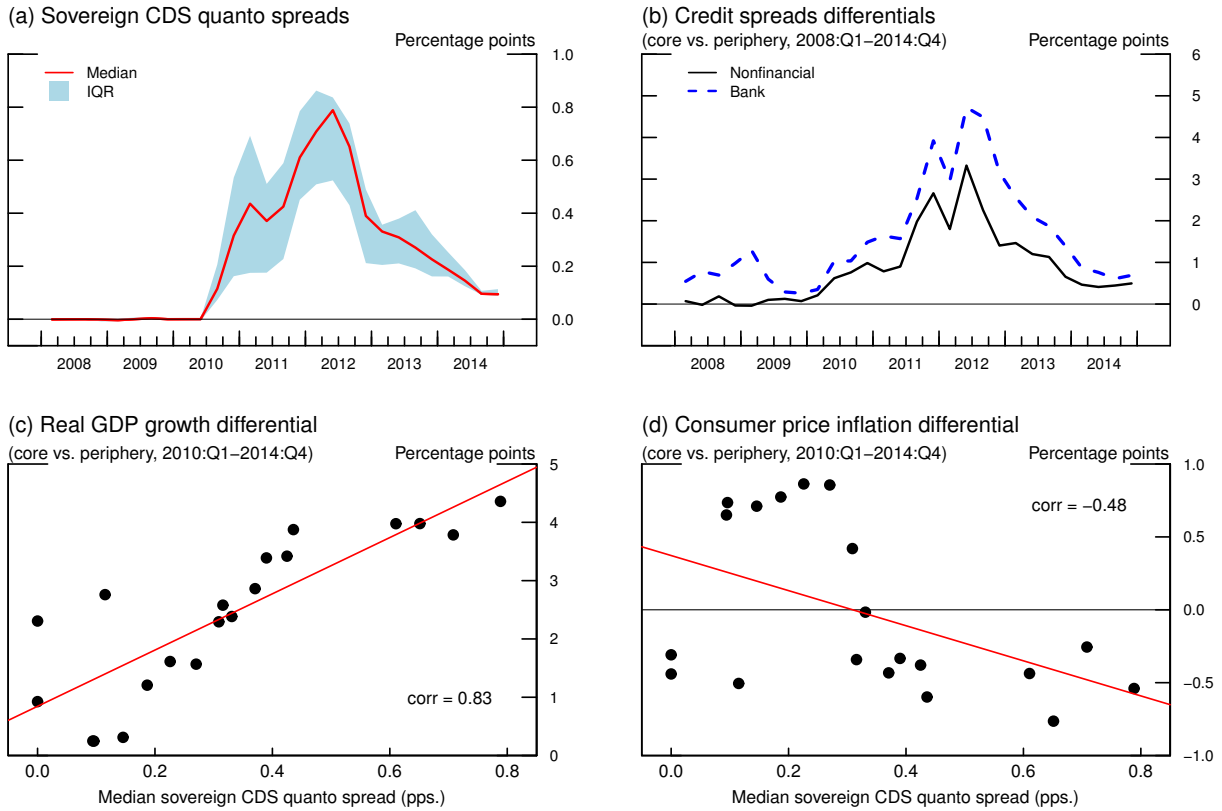 (a) Sovereign CDS quanto spreads
Percentage points
Median
IQR
1.0
0.8
0.6
0.4
0.2
0.0
2008 2009 2010 2011 2012 2013 2014
(b) Credit spreads differentials
(core vs. periphery, 2008:Q1−2014:Q4) Percentage points
Nonfinancial
Bank
6
5
4
3
2
1
0
2008 2009 2010 2011 2012 2013 2014
(c) Real GDP growth differential
(core vs. periphery, 2010:Q1−2014:Q4) Percentage points
5
4
3
2
1
0
corr = 0.83
0.0 0.2 0.4 0.6 0.8
Median sovereign CDS quanto spread (pps.)
(d) Consumer price inflation differential
(core vs. periphery, 2010:Q1−2014:Q4) Percentage points
1.0
corr = −0.48
0.5
0.0
−0.5
−1.0
0.0 0.2 0.4 0.6 0.8
Median sovereign CDS quanto spread (pps.)